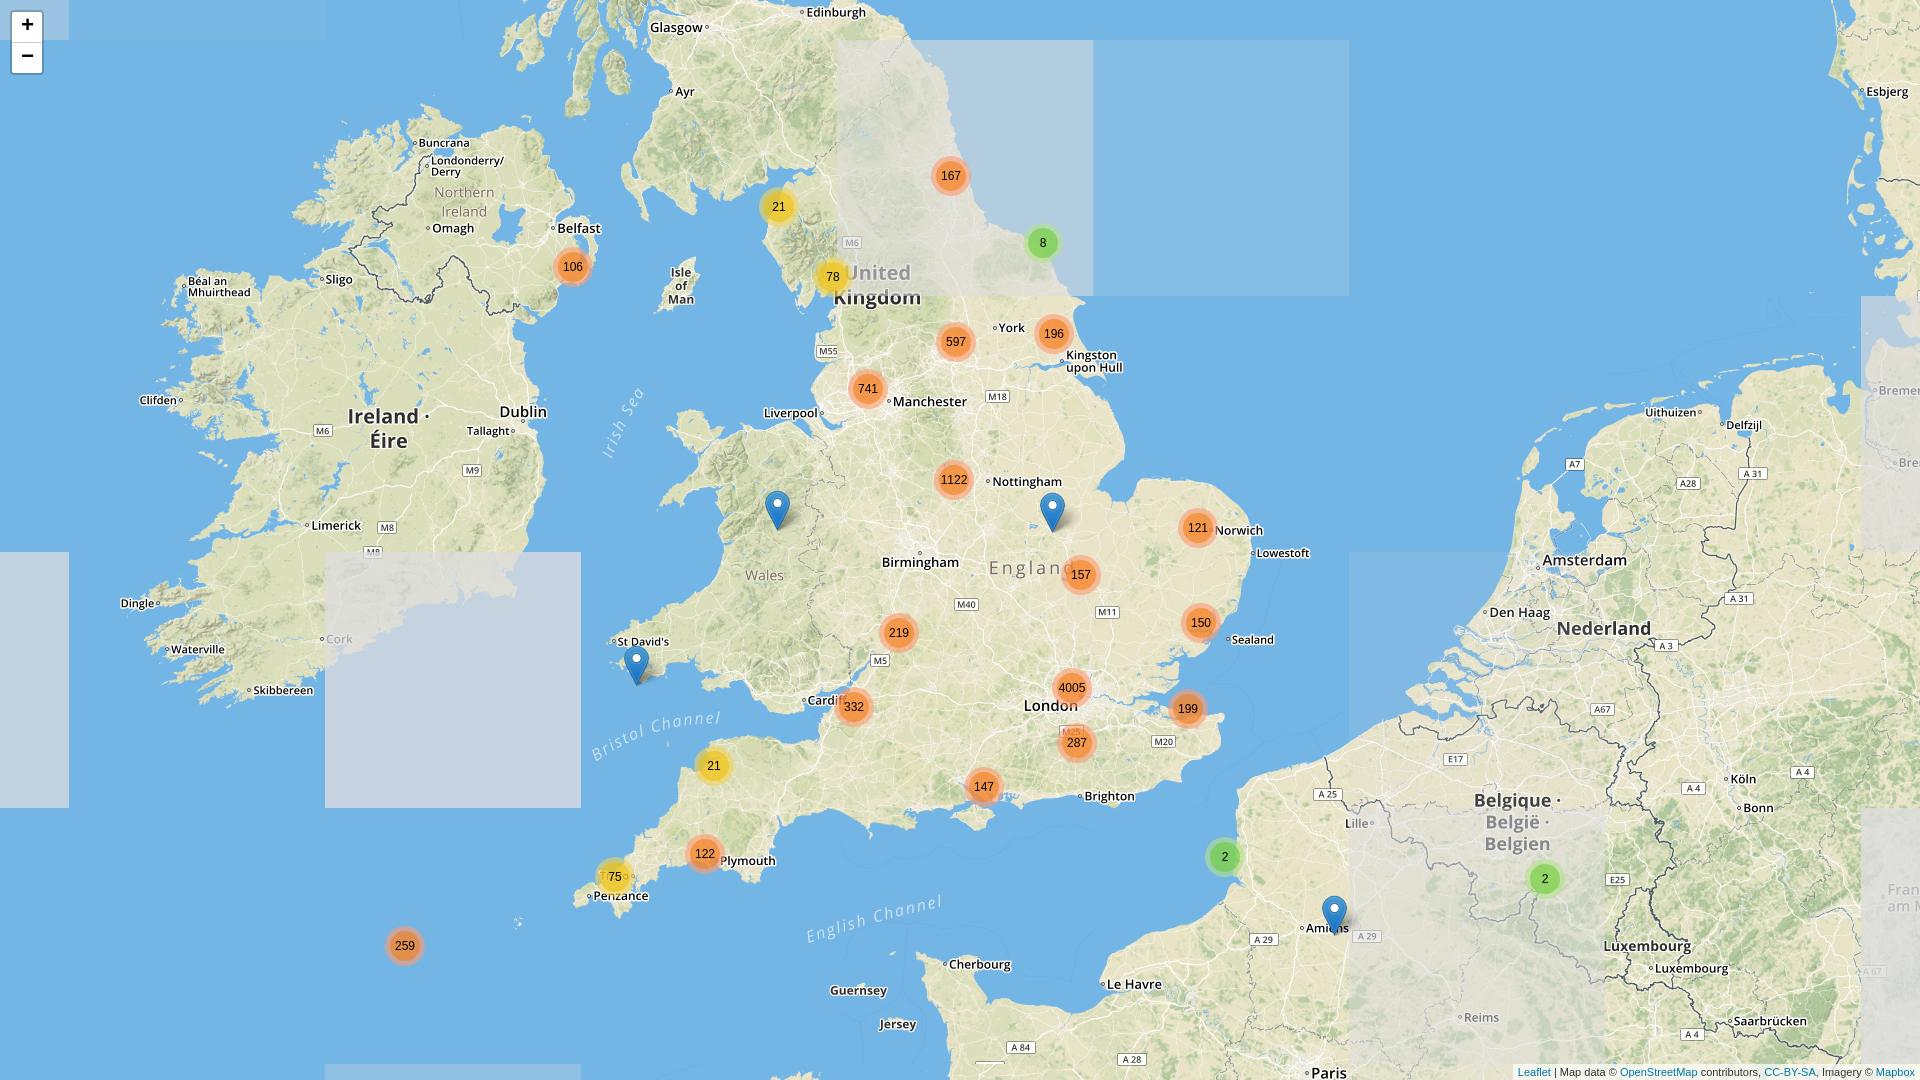 +
−
Edinburgh
Glasgow
Ayr
Esbjerg
Buncrana
Londonderry/
Derry
Northern
Ireland
Omagh
Belfast
167
21
8
M6
106
78
United
Kingdom
Isle
of
Man
Béal an
Mhuirthead
Sligo
York
196
597
M55
Kingston
upon Hull
741
Manchester
M18
Liverpool
Clifden
Ireland ·
Éire
Dublin
Tallaght
M6
M9
Irish Sea
Uithuizen
Delfzijl
A7
A 31
A28
1122
Nottingham
Limerick
M8
M8
121
Norwich
Lowestoft
Birmingham
England
157
Wales
Amsterdam
Dingle
M40
M11
A 31
Den Haag
Nederland
219
150
Sealand
Cork
St David's
Waterville
M5
A 3
Skibbereen
4005
Cardiff
332
London
199
A67
Bristol Channel
M25
287
M20
E17
21
147
Brighton
A 25
Köln
A 4
A 4
Bonn
Belgique ·
België ·
Belgien
Lille
122
Plymouth
2
75
Penzance
2
E25
English Channel
259
Amiens
A 29
A 29
Luxembourg
Luxembourg
Cherbourg
A 67
Le Havre
Guernsey
Jersey
Reims
Saarbrücken
A 84
A 28
A 4
Paris
Leaflet | Map data © OpenStreetMap contributors, CC-BY-SA, Imagery © Mapbox